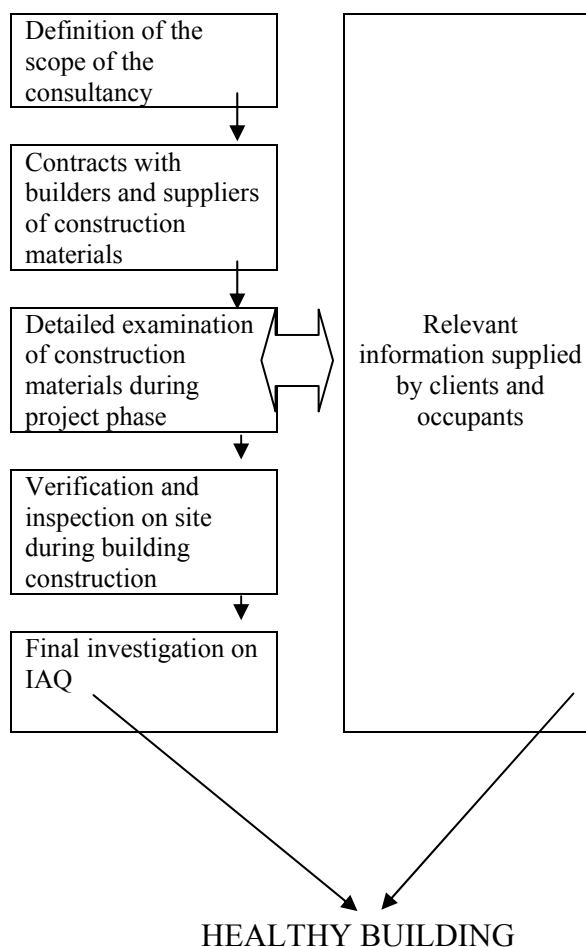 Definition of the
scope of the
consultancy
Contracts with
builders and suppliers
of construction
materials
Detailed examination
of construction
materials during
project phase
Verification and
inspection on site
during building
construction
Final investigation on
IAQ
Relevant
information supplied
by clients and
occupants
HEALTHY BUILDING